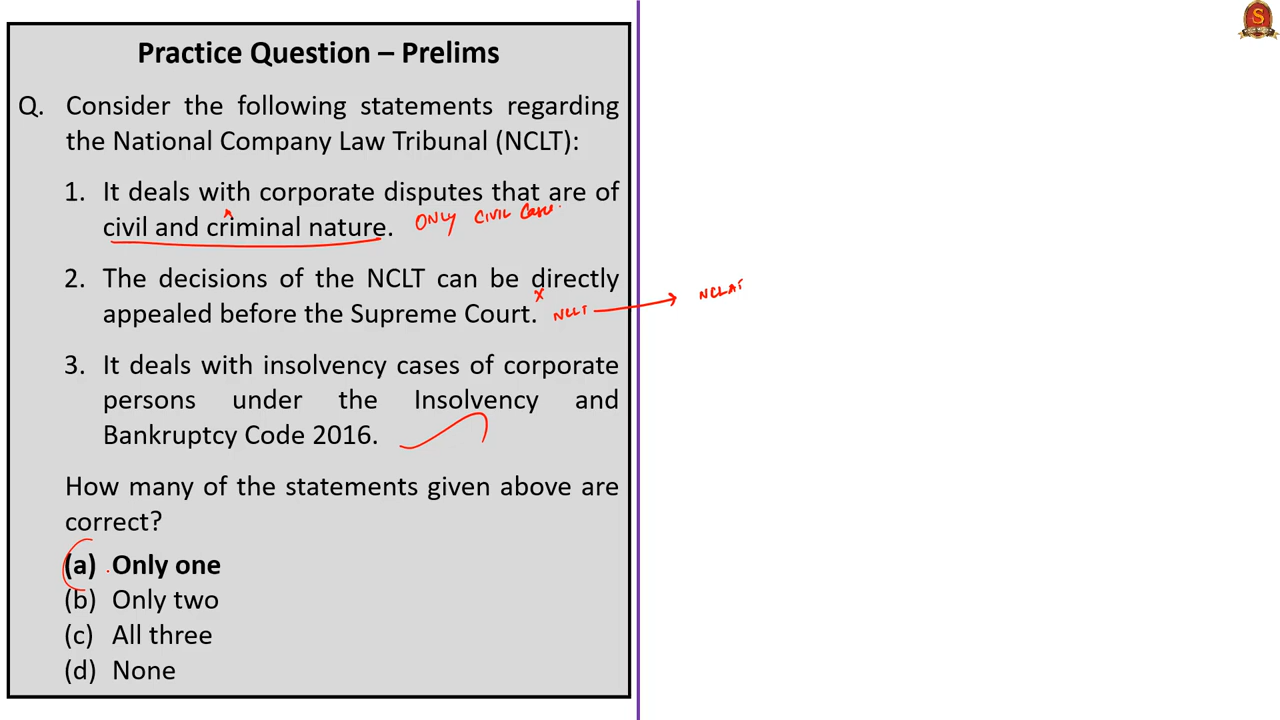 Practice Question – Prelims
Q. Consider the following statements regarding
the National Company Law Tribunal (NCLT):
1. It deals with corporate disputes that are of
civil and criminal nature. ONLY CIVIL Case.
2. The decisions of the NCLT can be directly
appealed before the Supreme Court. NCLT → NCLAT
3. It deals with insolvency cases of corporate
persons under the Insolvency and
Bankruptcy Code 2016.
How many of the statements given above are
correct?
(a) Only one
(b) Only two
(c) All three
(d) None
S